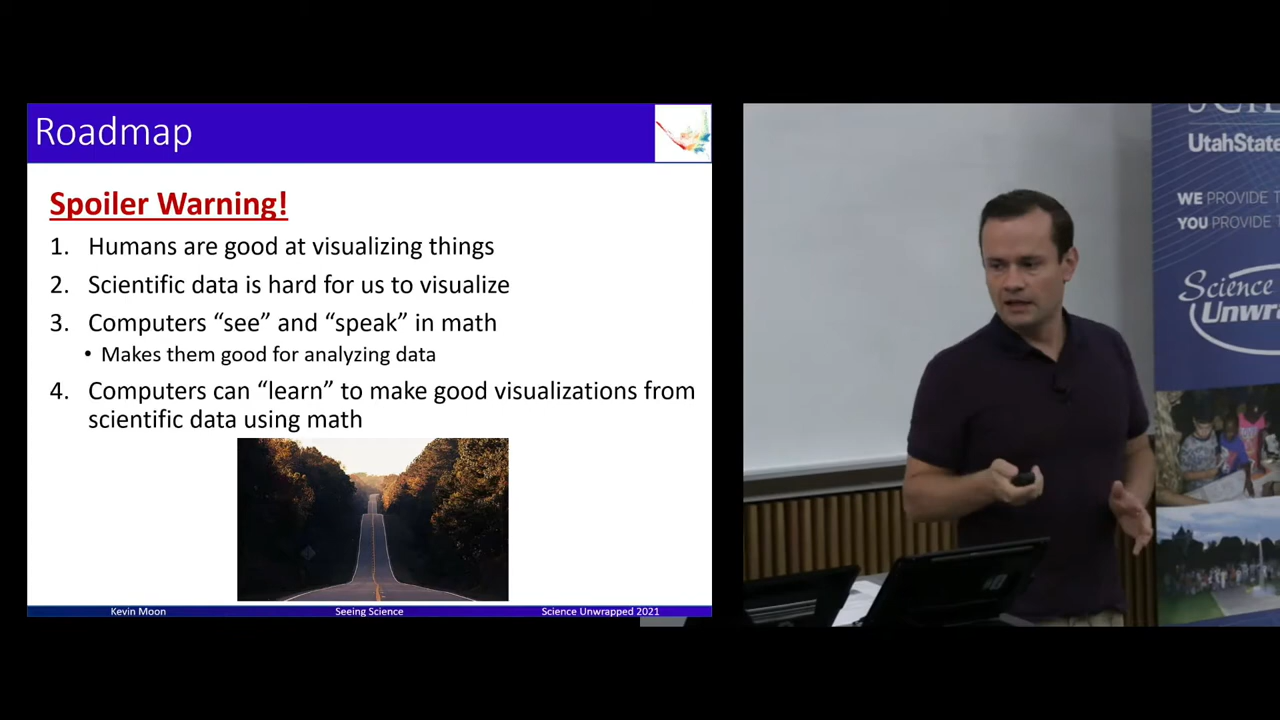 Roadmap
Spoiler Warning!
1. Humans are good at visualizing things
2. Scientific data is hard for us to visualize
3. Computers “see” and “speak” in math
• Makes them good for analyzing data
4. Computers can “learn” to make good visualizations from
scientific data using math
Kevin Moon
Seeing Science
Science Unwrapped 2021
UtahState
WE PROVIDE T
YOU PROVIDE T
Science
Unwr